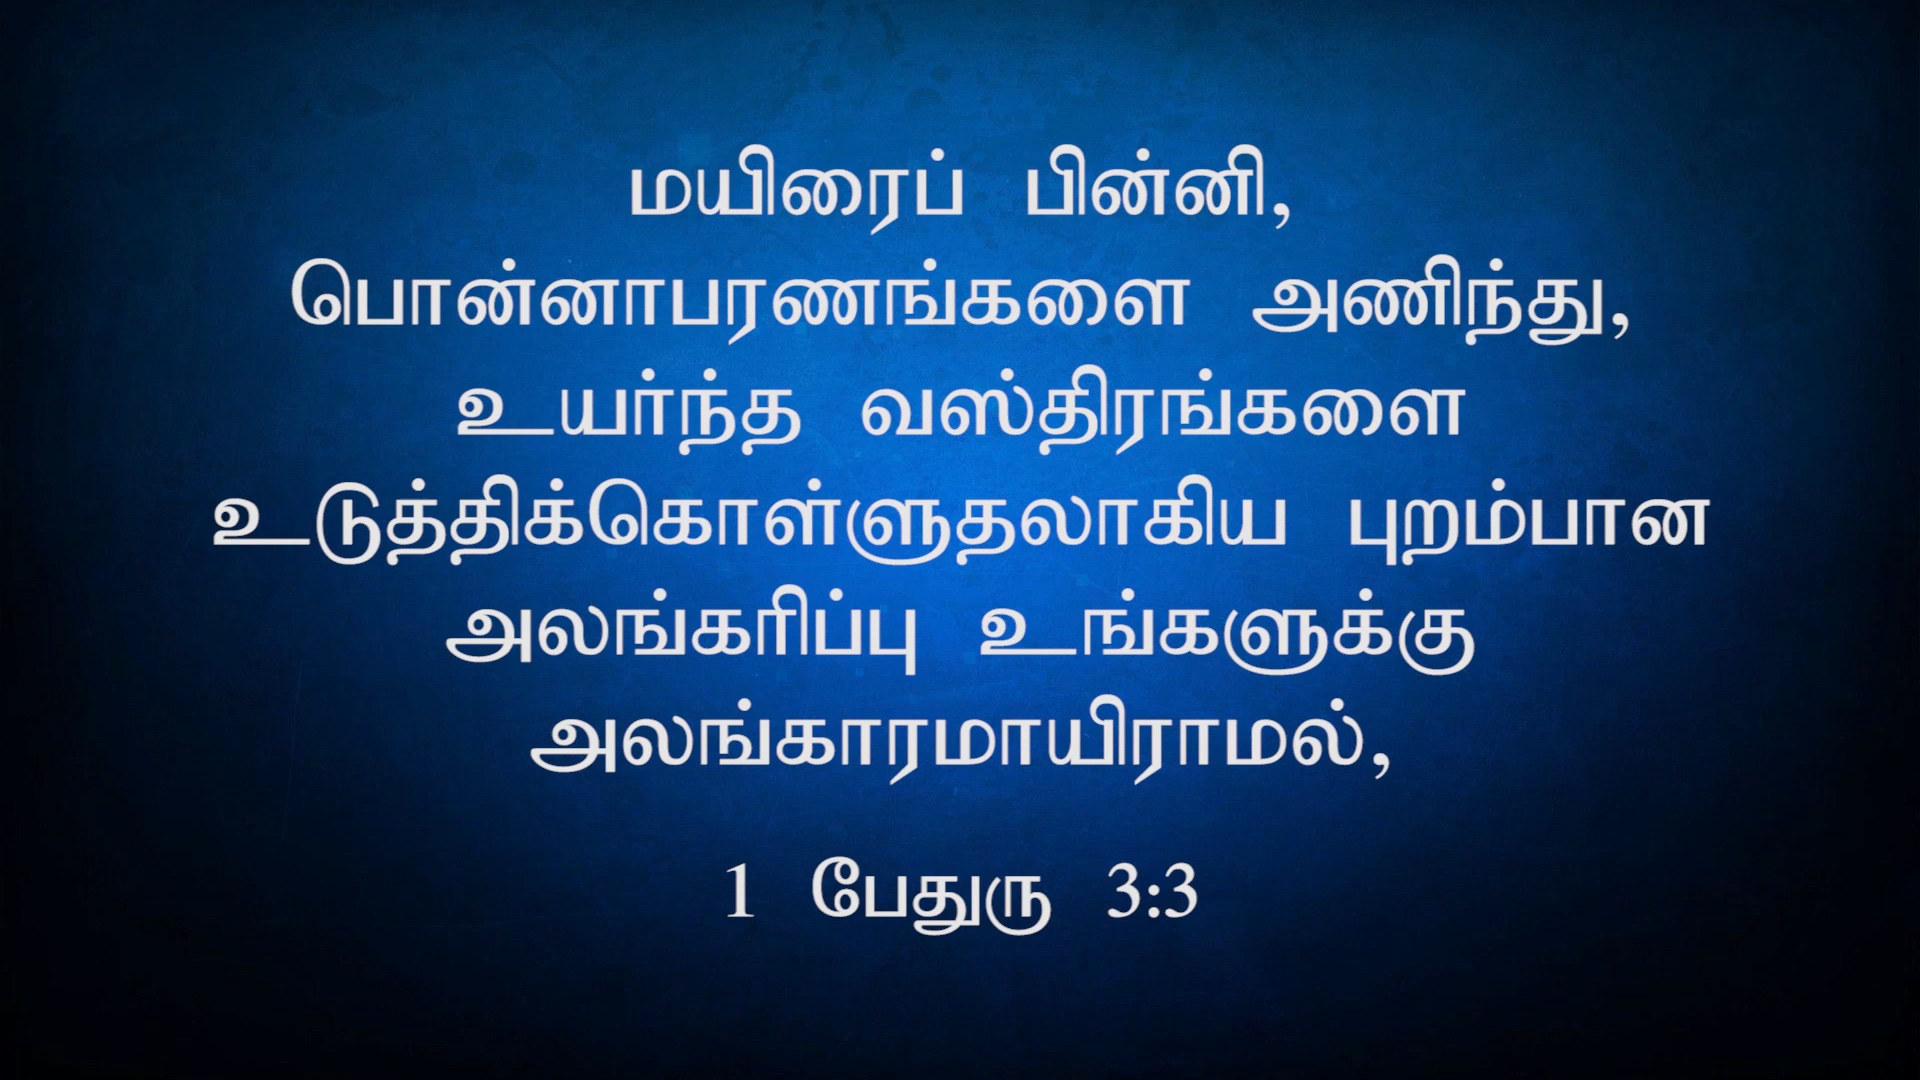 மயிரைப் பின்னி,
பொன்னாபரணங்களை அணிந்து,
உயர்ந்த வஸ்திரங்களை
உடுத்திக்கொள்ளுதலாகிய புறம்பான
அலங்கரிப்பு உங்களுக்கு
அலங்காரமாயிராமல்,
1 பேதுரு 3:3